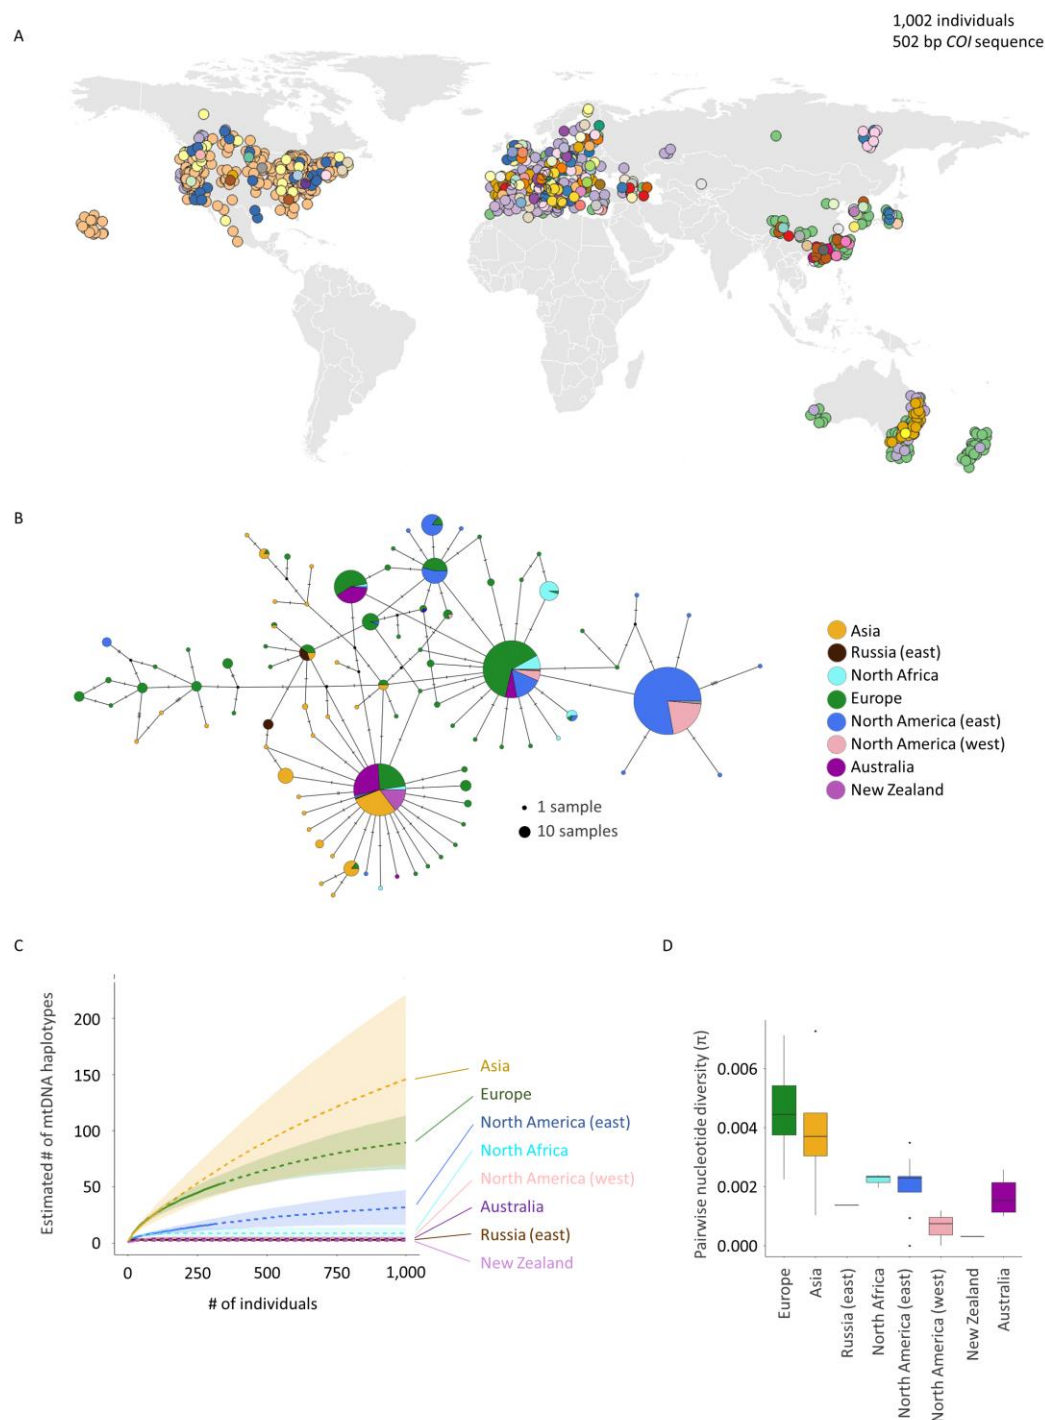 A
1,002 individuals
502 bp COI sequence
B
Asia
Russia (east)
North Africa
Europe
North America (east)
North America (west)
Australia
New Zealand
1 sample
10 samples
C
Estimated # of mtDNA haplotypes
200
150
100
50
0
0
250
500
750
1,000
# of individuals
Asia
Europe
North America (east)
North Africa
North America (west)
Australia
Russia (east)
New Zealand
D
Pairwise nucleotide diversity (π)
0.006
0.004
0.002
0.000
Europe
Asia
Russia (east)
North Africa
North America (east)
North America (west)
New Zealand
Australia